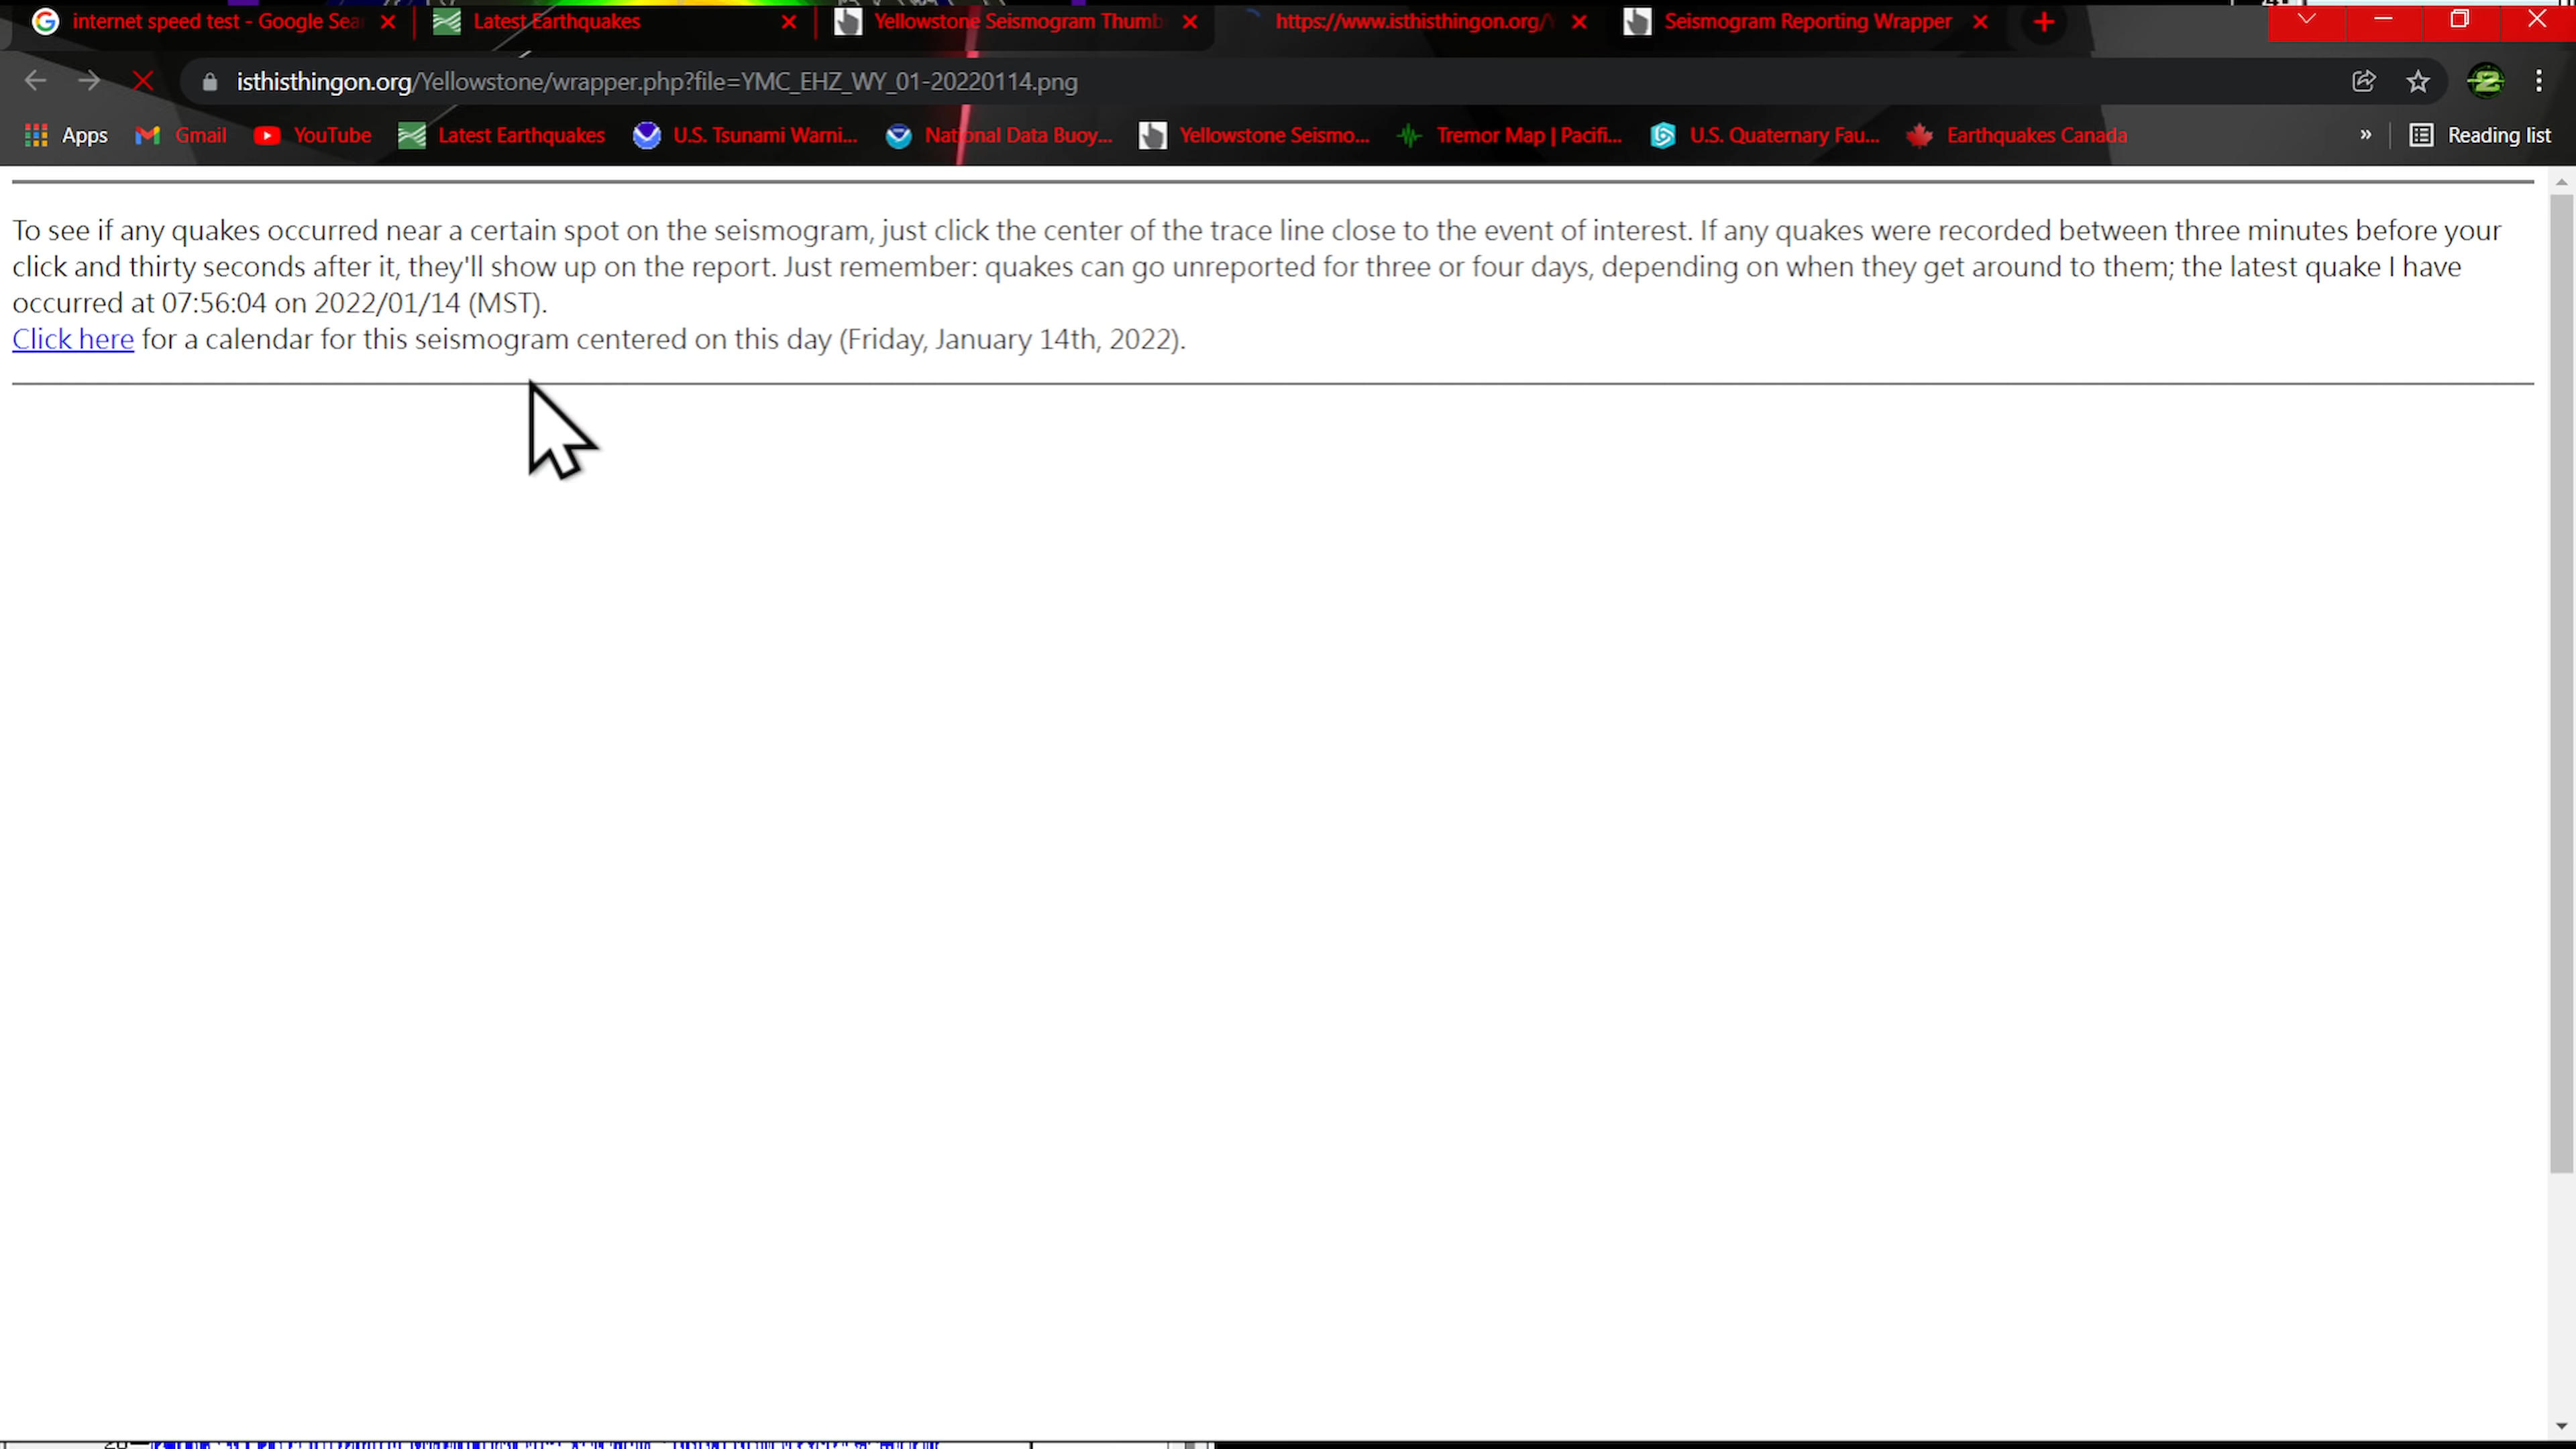 internet speed test - Google Sear
Latest Earthquakes
Yellowstone Seismogram Thumb
https://www.isthisthingon.org/
Seismogram Reporting Wrapper
isthisthingon.org/Yellowstone/wrapper.php?file=YMC_EHZ_WY_01-20220114.png
Apps
Gmail
YouTube
Latest Earthquakes
U.S. Tsunami Warni...
National Data Buoy...
Yellowstone Seismo...
Tremor Map | Pacifi...
U.S. Quaternary Fau...
Earthquakes Canada
»
Reading list
To see if any quakes occurred near a certain spot on the seismogram, just click the center of the trace line close to the event of interest. If any quakes were recorded between three minutes before your
click and thirty seconds after it, they'll show up on the report. Just remember: quakes can go unreported for three or four days, depending on when they get around to them; the latest quake I have
occurred at 07:56:04 on 2022/01/14 (MST).
Click here for a calendar for this seismogram centered on this day (Friday, January 14th, 2022).